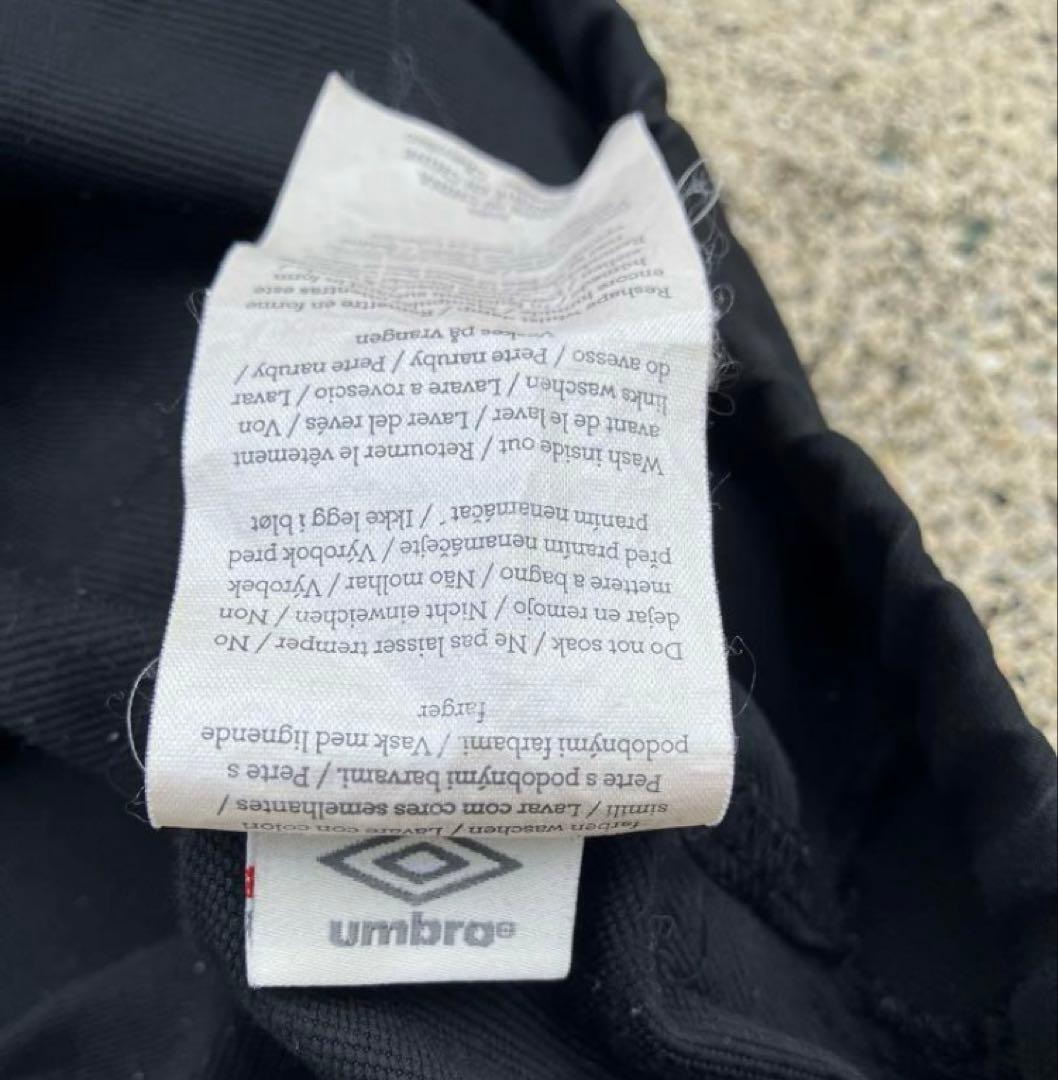 farben waschen / Lavare con colori
simili / Lavar com cores semelhantes /
Perte s podobnými barvami. / Perte s
podobnými farbami / Vask med lignende
farger
Do not soak / Ne pas laisser tremper / No
dejar en remojo / Nicht einweichen / Non
mettere a bagno / Não molhar / Výrobek
před praním nenamáčejte / Výrobok pred
praním nenamáčat´ / Ikke legg i bløt
Wash inside out / Retourner le vêtement
avant de le laver / Laver del revés / Von
links waschen / Lavare a rovescio / Lavar
do avesso / Perte naruby / Perte naruby /
på vrangen
Reshape
encore
umbro